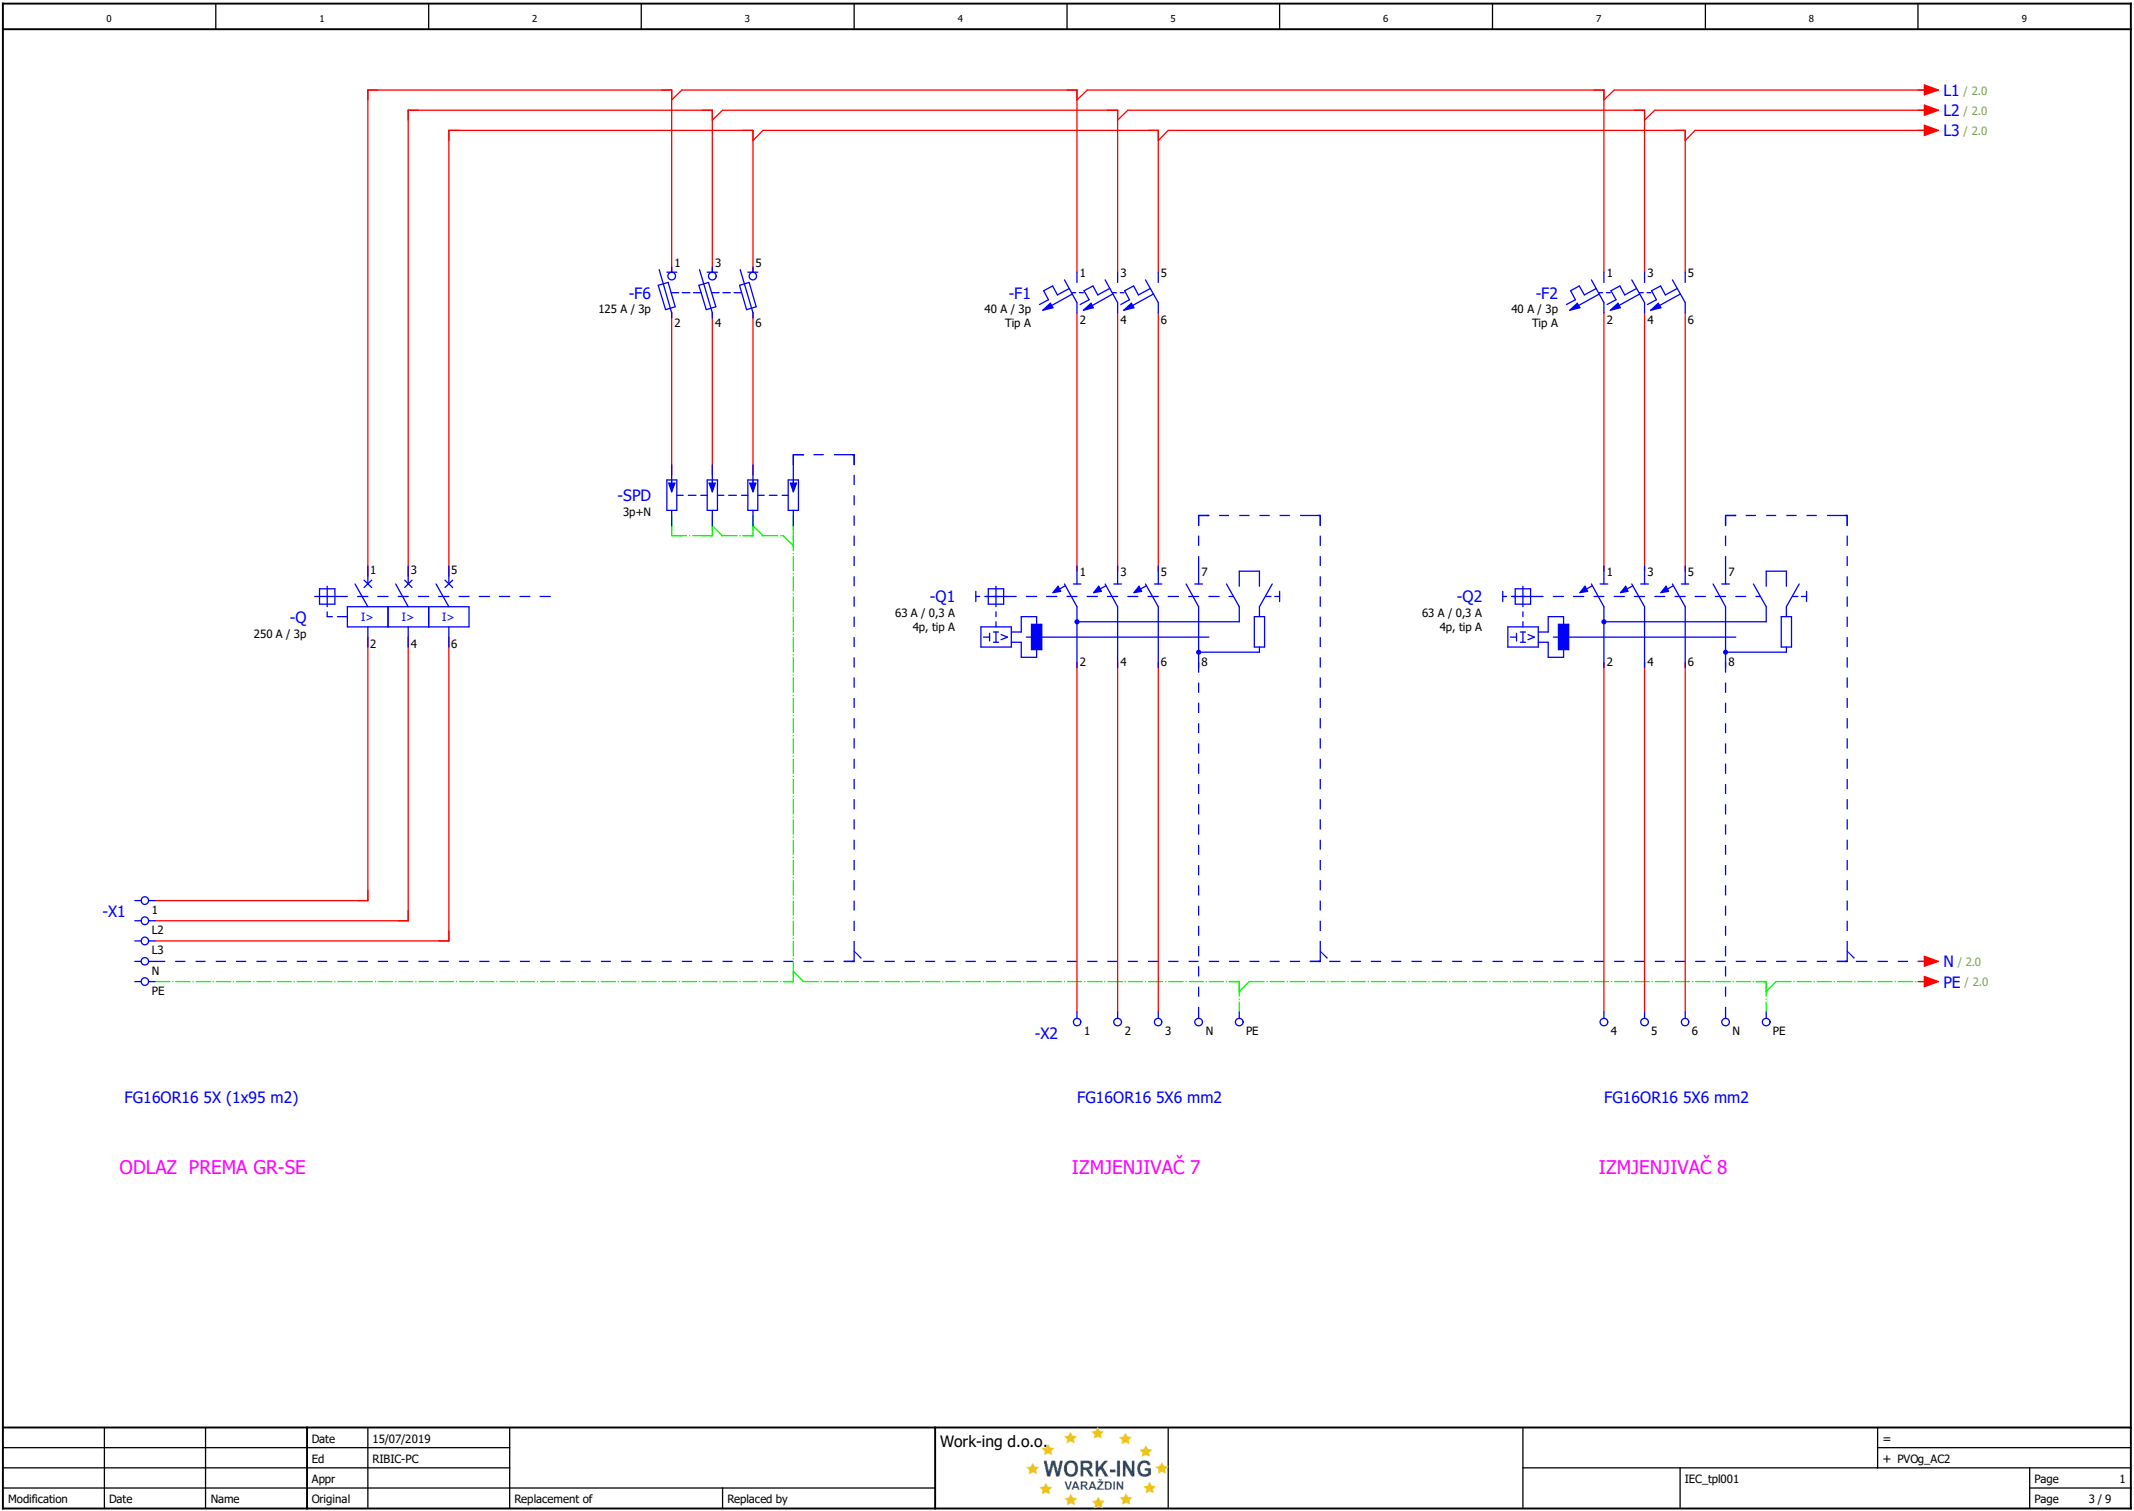 0 1 2 3 4 5 6 7 8 9
L1 / 2.0
L2 / 2.0
L3 / 2.0
1 3 5
-F6
125 A / 3p
2 4 6
1 3 5
-F1
40 A / 3p
Tip A
2 4 6
1 3 5
-F2
40 A / 3p
Tip A
2 4 6
-SPD
3p+N
1 3 5
-Q
250 A / 3p
I> I> I>
2 4 6
1 3 5 7
-Q1
63 A / 0,3 A
4p, tip A
I>
2 4 6 8
1 3 5 7
-Q2
63 A / 0,3 A
4p, tip A
I>
2 4 6 8
-X1
1
L2
L3
N
PE
N / 2.0
PE / 2.0
-X2
1 2 3 N PE
4 5 6 N PE
FG16OR16 5X (1x95 m2)
FG16OR16 5X6 mm2
FG16OR16 5X6 mm2
ODLAZ PREMA GR-SE
IZMJENJIVAČ 7
IZMJENJIVAČ 8
Date 15/07/2019
Ed RIBIC-PC
Appr
Modification Date Name Original Replacement of Replaced by
Work-ing d.o.o.
WORK-ING
VARAŽDIN
=
+ PVOg_AC2
IEC_tpl001
Page 1
Page 3 / 9